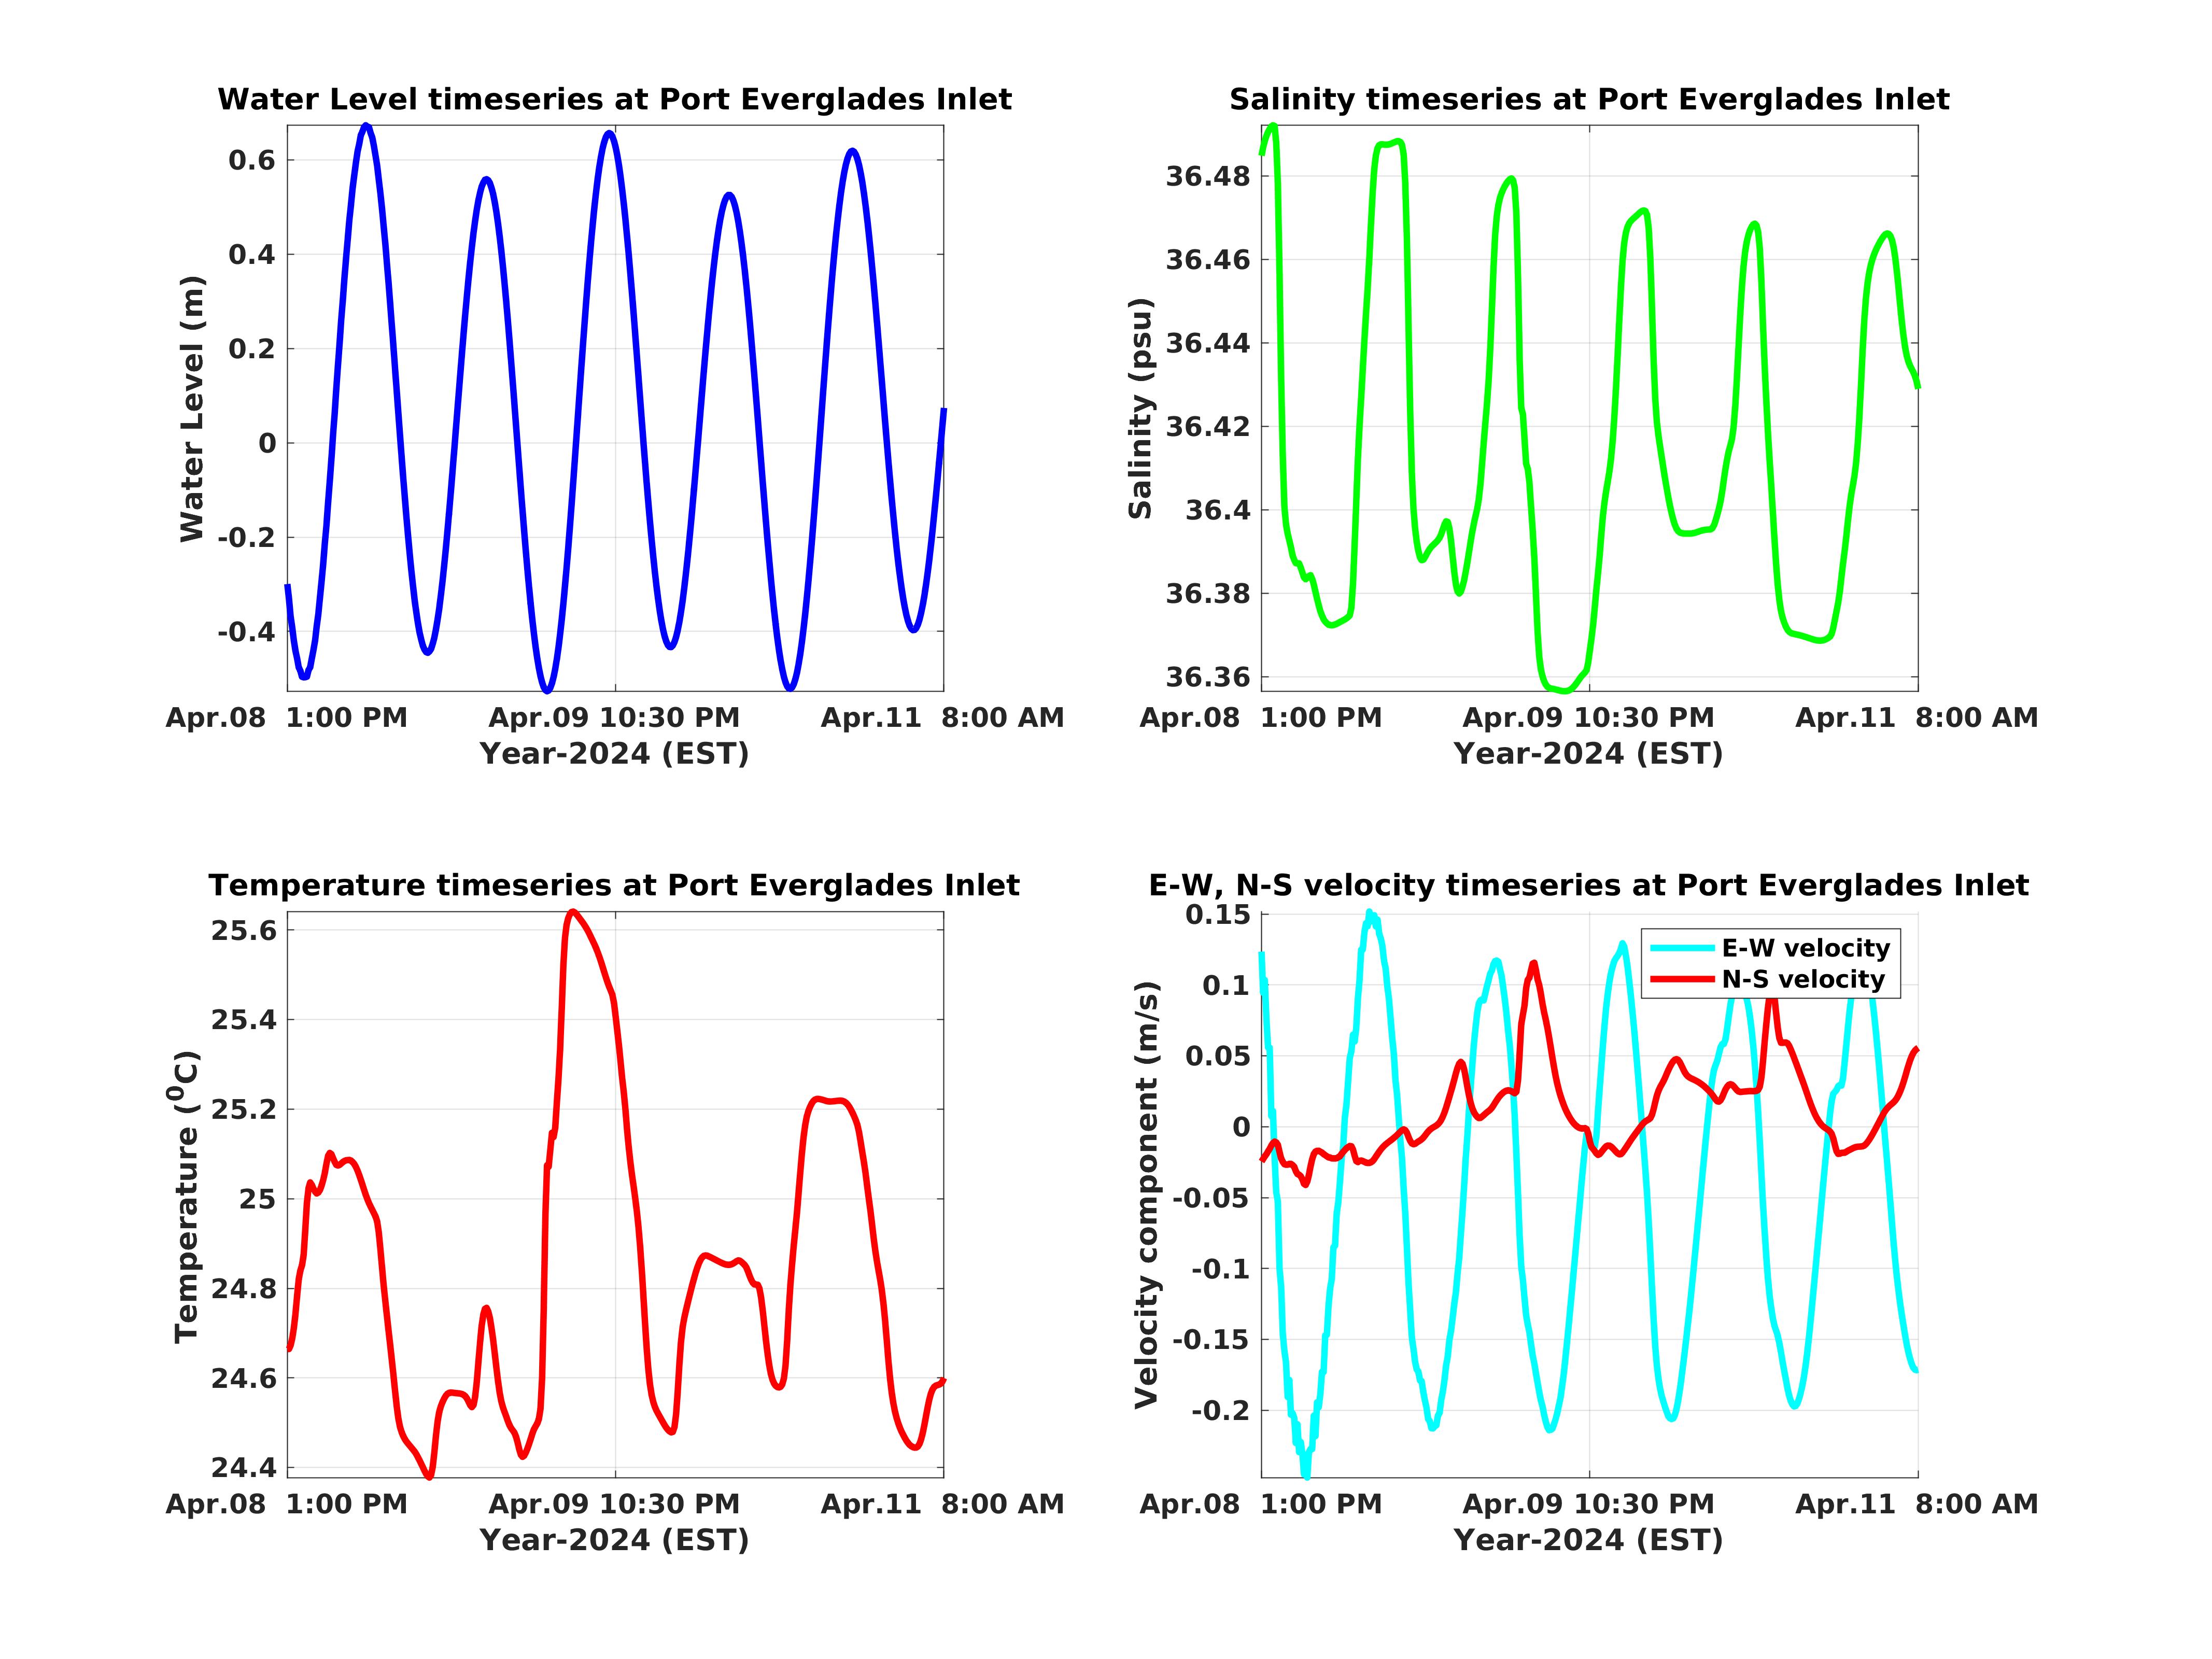 Water Level timeseries at Port Everglades Inlet
0.6
0.4
0.2
0
-0.2
-0.4
Water Level (m)
Apr.08 1:00 PM Apr.09 10:30 PM Apr.11 8:00 AM
Year-2024 (EST)
Salinity timeseries at Port Everglades Inlet
36.48
36.46
36.44
36.42
36.4
36.38
36.36
Salinity (psu)
Apr.08 1:00 PM Apr.09 10:30 PM Apr.11 8:00 AM
Year-2024 (EST)
Temperature timeseries at Port Everglades Inlet
25.6
25.4
25.2
25
24.8
24.6
24.4
Temperature (⁰C)
Apr.08 1:00 PM Apr.09 10:30 PM Apr.11 8:00 AM
Year-2024 (EST)
E-W, N-S velocity timeseries at Port Everglades Inlet
0.15
0.1
0.05
0
-0.05
-0.1
-0.15
-0.2
Velocity component (m/s)
E-W velocity
N-S velocity
Apr.08 1:00 PM Apr.09 10:30 PM Apr.11 8:00 AM
Year-2024 (EST)